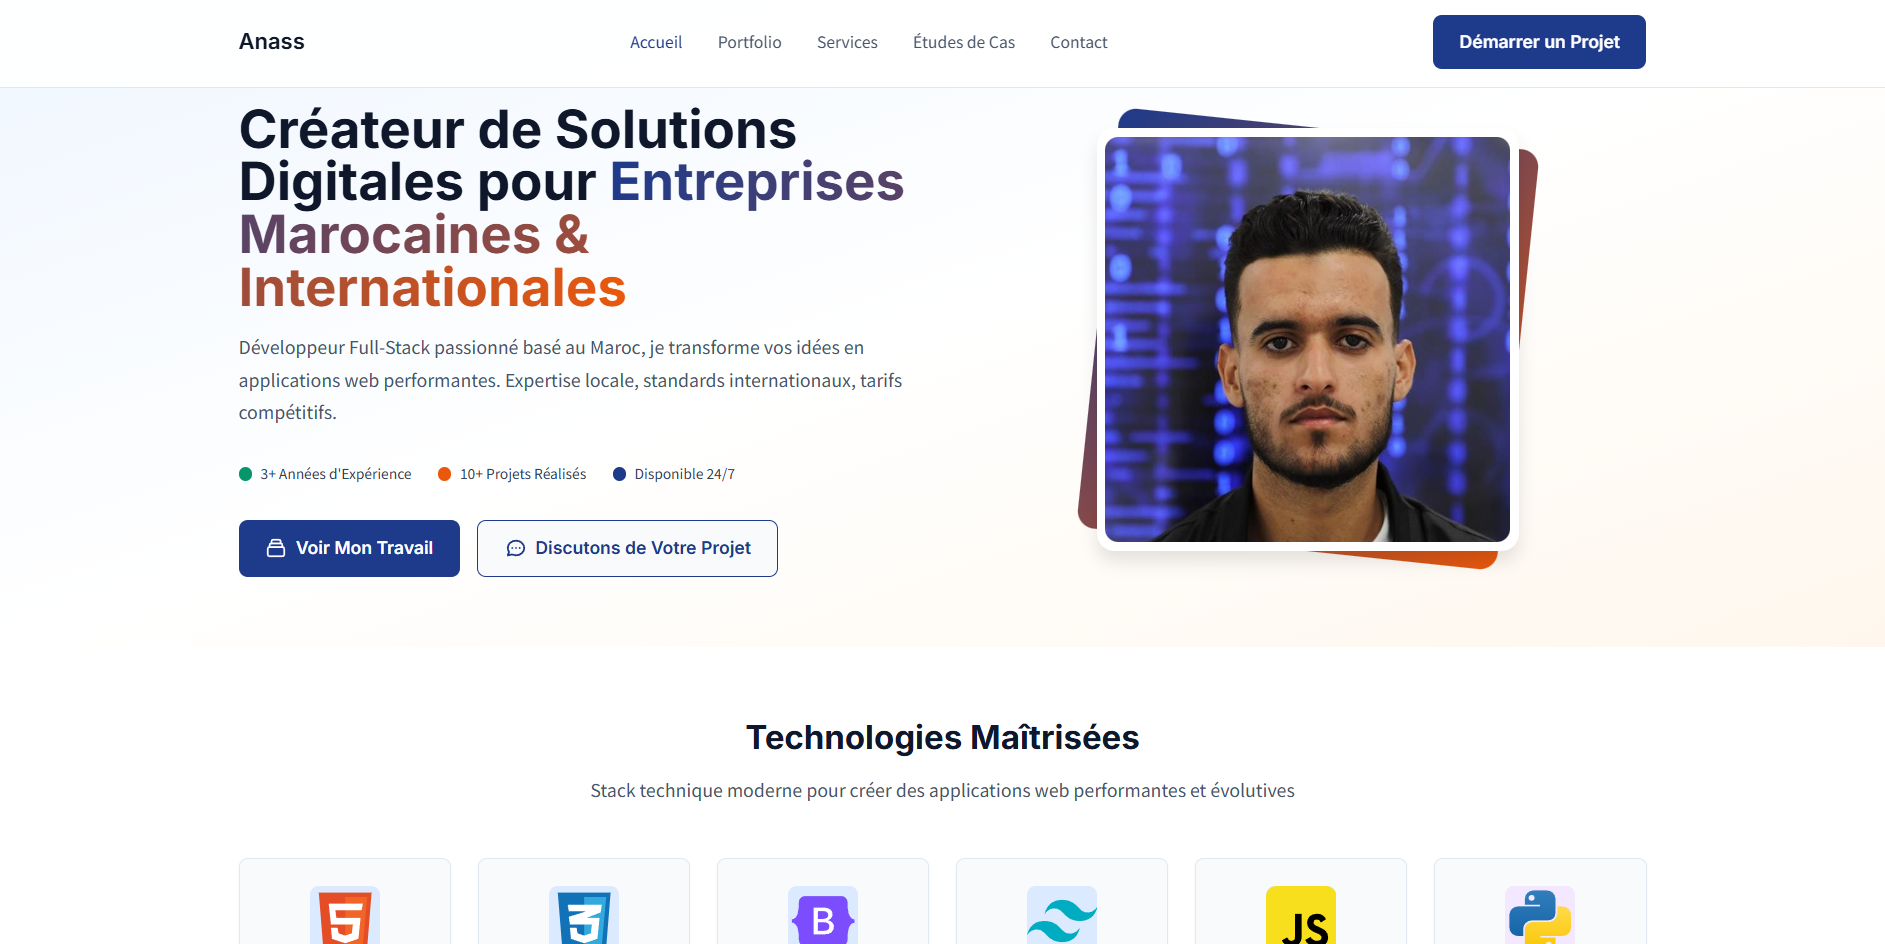 Anass
Accueil
Portfolio
Services
Études de Cas
Contact
Démarrer un Projet
Créateur de Solutions
Digitales pour Entreprises
Marocaines &
Internationales
Développeur Full-Stack passionné basé au Maroc, je transforme vos idées en
applications web performantes. Expertise locale, standards internationaux, tarifs
compétitifs.
3+ Années d'Expérience
10+ Projets Réalisés
Disponible 24/7
Voir Mon Travail
Discutons de Votre Projet
Technologies Maîtrisées
Stack technique moderne pour créer des applications web performantes et évolutives
5
3
B
JS